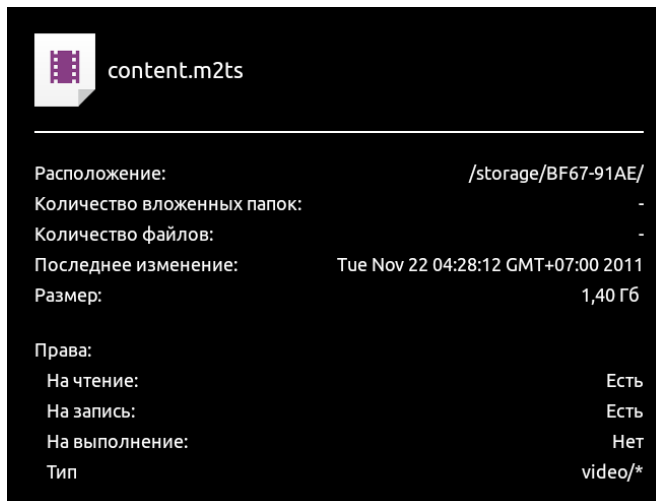 content.m2ts
Расположение: /storage/BF67-91AE/
Количество вложенных папок: -
Количество файлов: -
Последнее изменение: Tue Nov 22 04:28:12 GMT+07:00 2011
Размер: 1,40 Гб
Права:
На чтение: Есть
На запись: Есть
На выполнение: Нет
Тип video/*